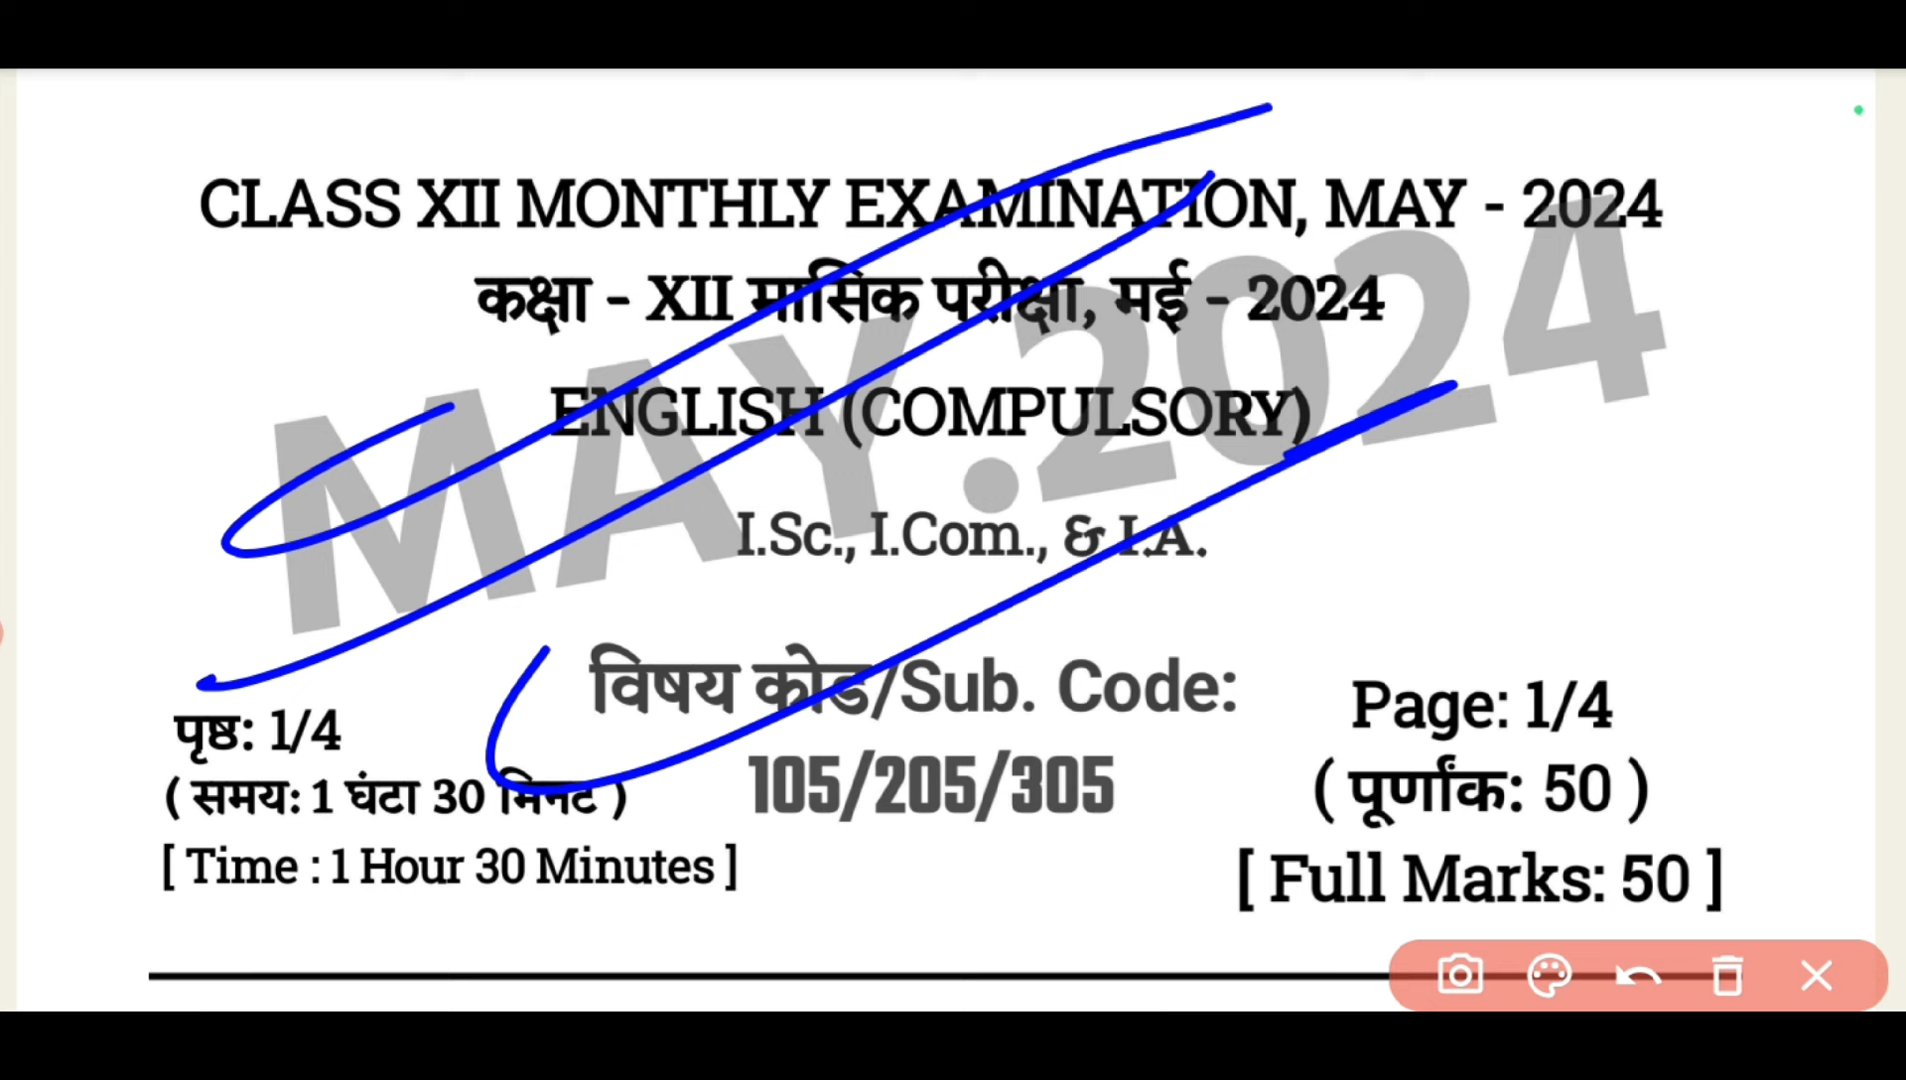 CLASS XII MONTHLY EXAMINATION, MAY - 2024
कक्षा - XII मासिक परीक्षा, मई - 2024
ENGLISH (COMPULSORY)
MAY.2024
I.Sc., I.Com., & I.A.
विषय कोड/Sub. Code:
105/205/305
पृष्ठ: 1/4
( समय: 1 घंटा 30 मिनट )
[ Time : 1 Hour 30 Minutes ]
Page: 1/4
( पूर्णांक: 50 )
[ Full Marks: 50 ]